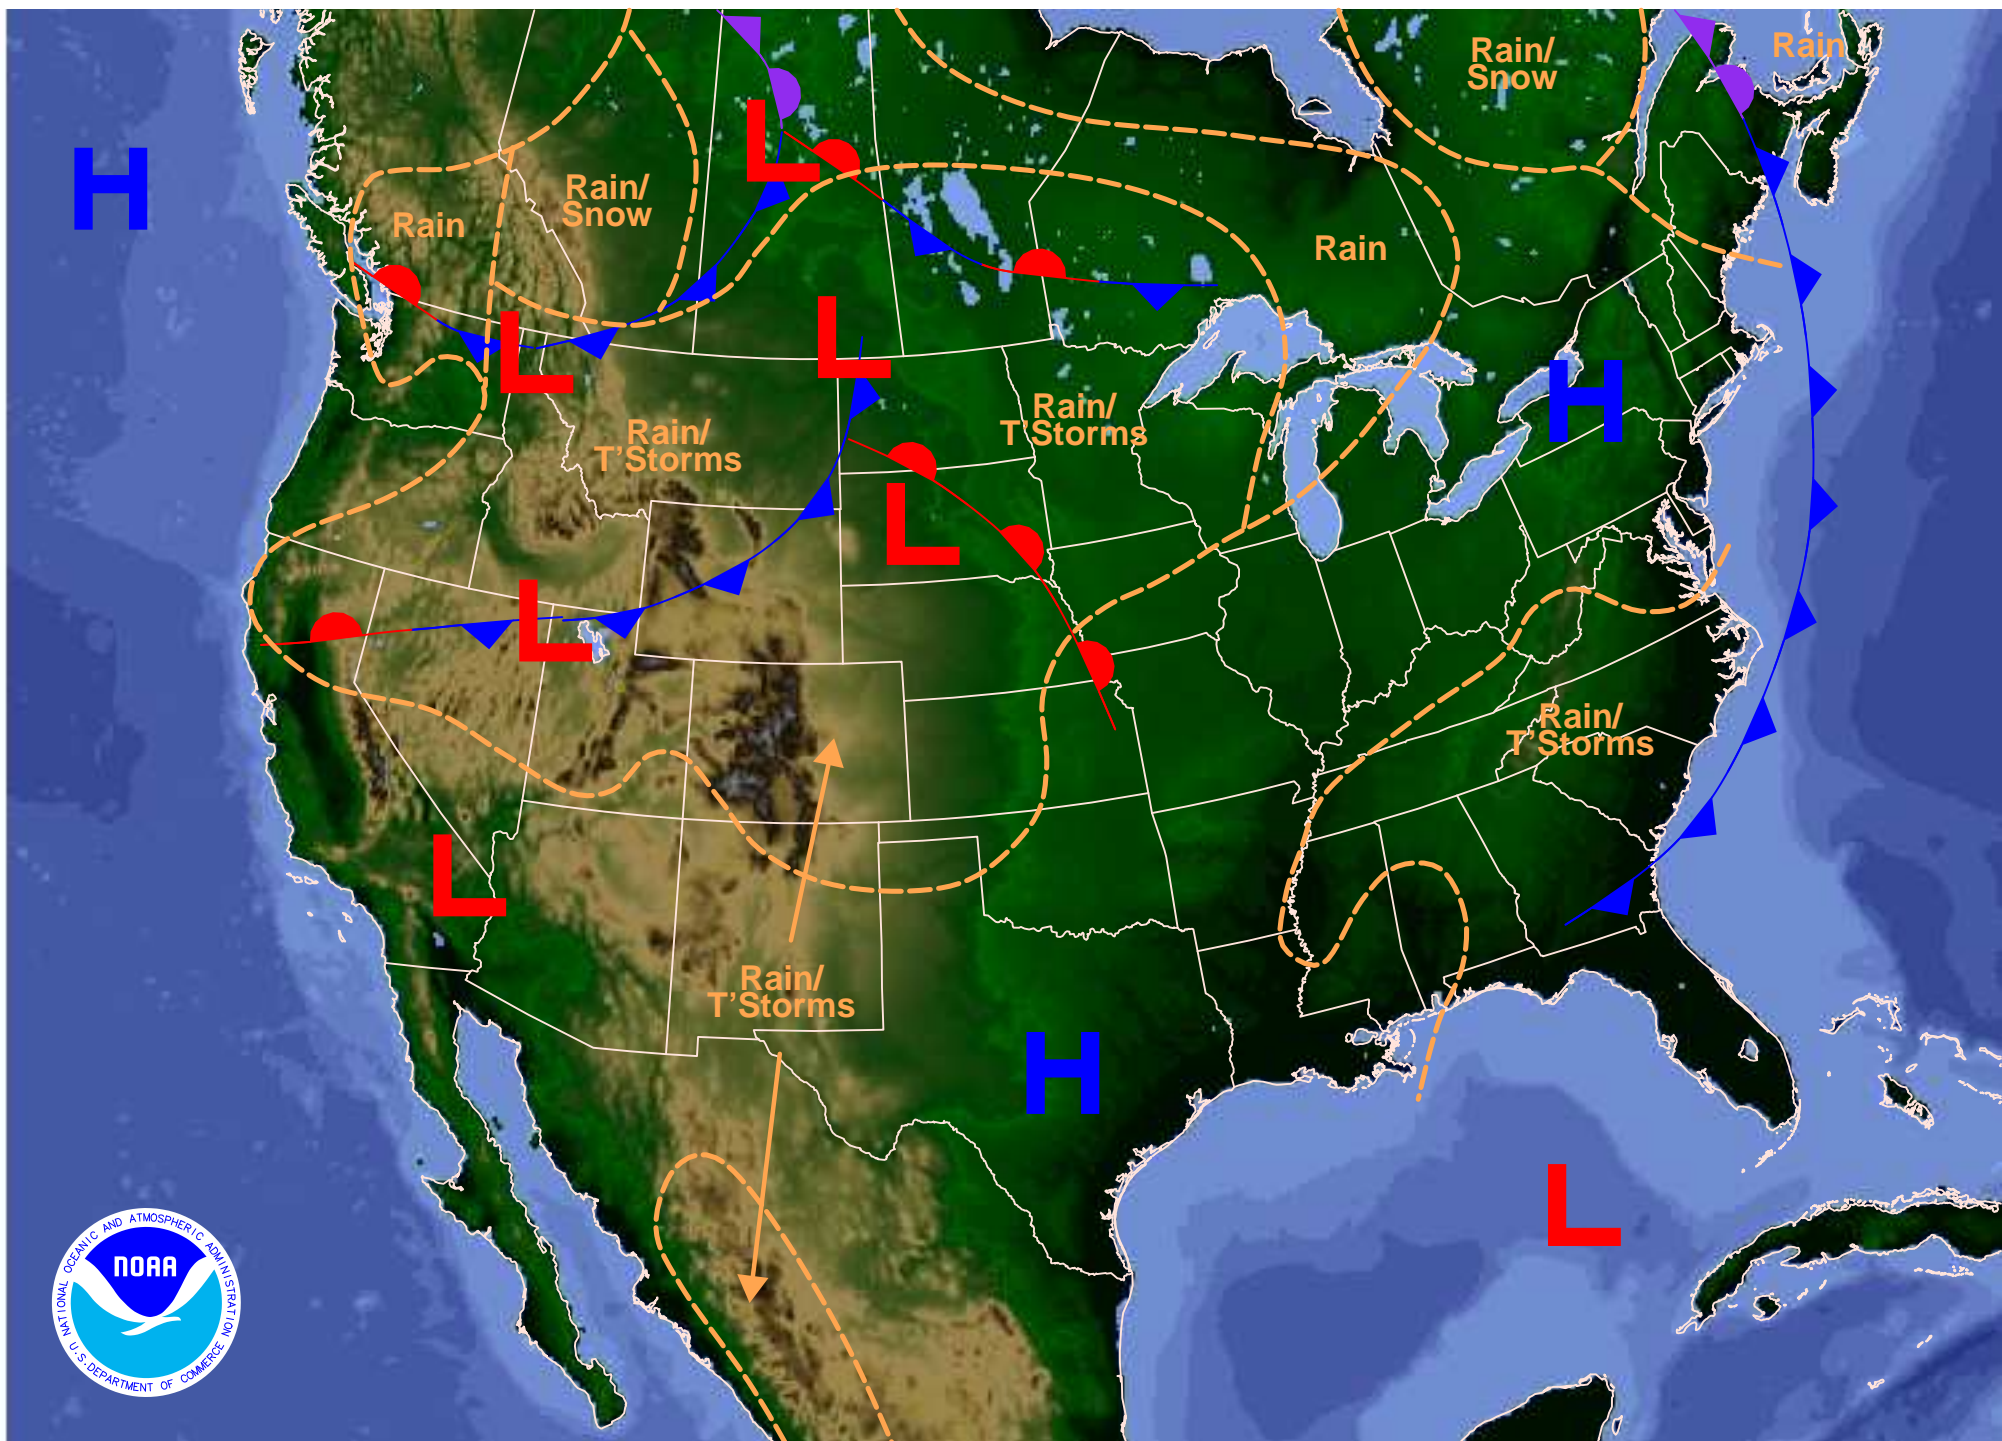 Rain/
Snow
Rain
H
L
Rain/
Snow
Rain
Rain
L
L
H
Rain/
T'Storms
Rain/
T'Storms
L
L
Rain/
T'Storms
L
Rain/
T'Storms
H
L
NATIONAL OCEANIC AND ATMOSPHERIC ADMINISTRATION
NOAA
U.S. DEPARTMENT OF COMMERCE